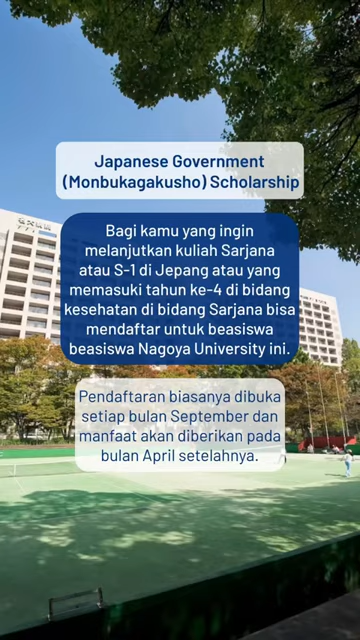 Japanese Government
(Monbukagakusho) Scholarship
Bagi kamu yang ingin
melanjutkan kuliah Sarjana
atau S-1 di Jepang atau yang
memasuki tahun ke-4 di bidang
kesehatan di bidang Sarjana bisa
mendaftar untuk beasiswa
beasiswa Nagoya University ini.
Pendaftaran biasanya dibuka
setiap bulan September dan
manfaat akan diberikan pada
bulan April setelahnya.